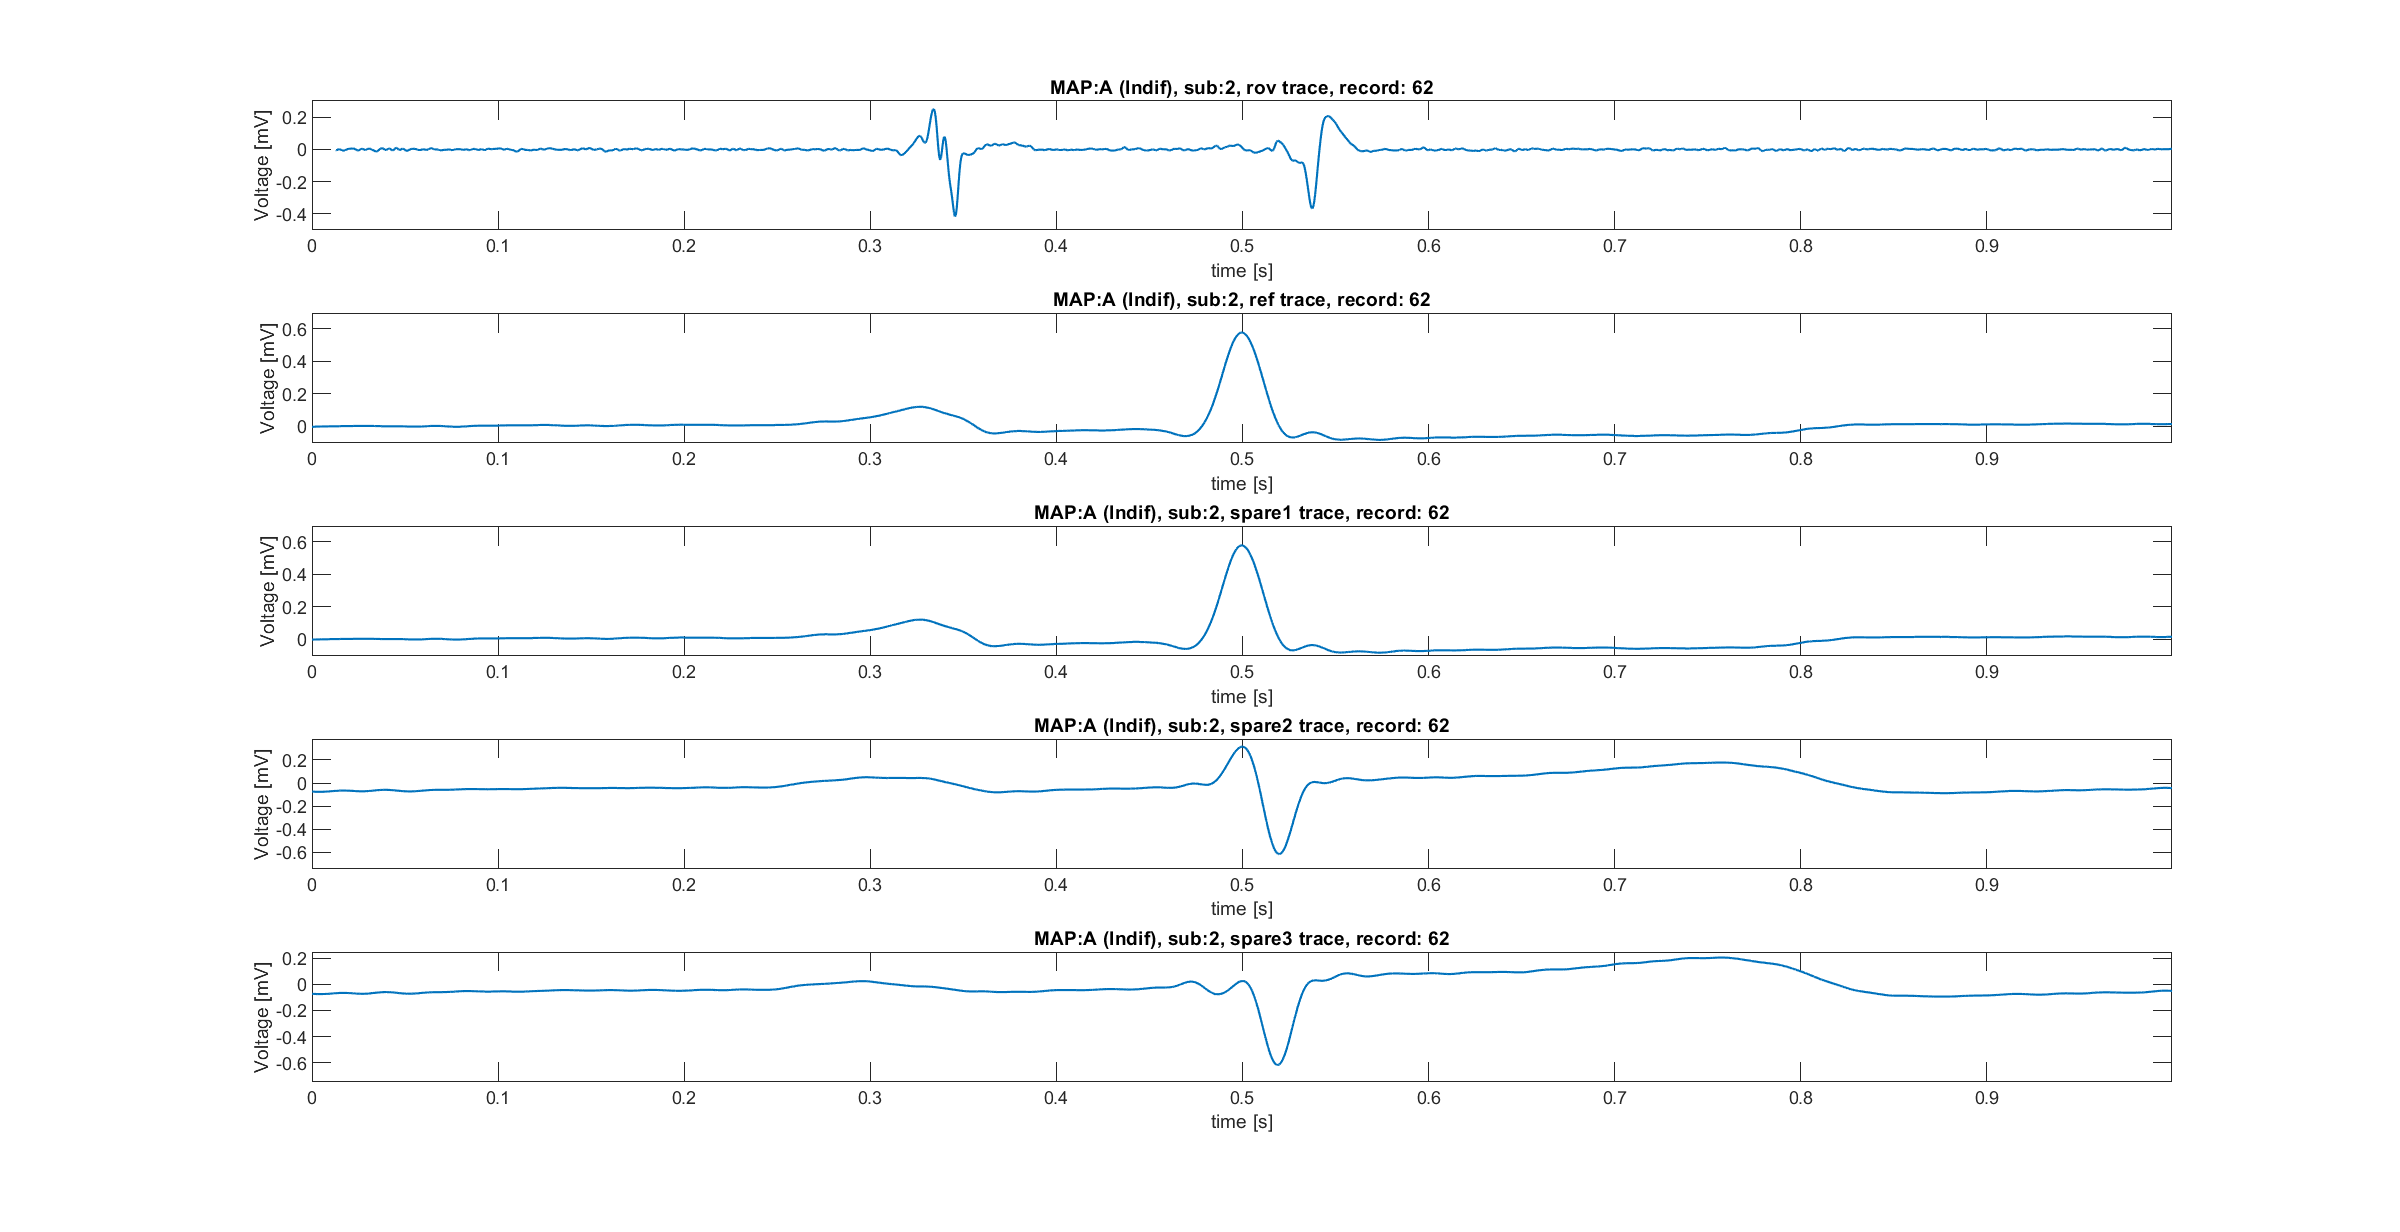 MAP:A (Indif), sub:2, rov trace, record: 62
Voltage [mV]
0.2
0
-0.2
-0.4
0 0.1 0.2 0.3 0.4 0.5 0.6 0.7 0.8 0.9
time [s]
MAP:A (Indif), sub:2, ref trace, record: 62
Voltage [mV]
0.6
0.4
0.2
0
0 0.1 0.2 0.3 0.4 0.5 0.6 0.7 0.8 0.9
time [s]
MAP:A (Indif), sub:2, spare1 trace, record: 62
Voltage [mV]
0.6
0.4
0.2
0
0 0.1 0.2 0.3 0.4 0.5 0.6 0.7 0.8 0.9
time [s]
MAP:A (Indif), sub:2, spare2 trace, record: 62
Voltage [mV]
0.2
0
-0.2
-0.4
-0.6
0 0.1 0.2 0.3 0.4 0.5 0.6 0.7 0.8 0.9
time [s]
MAP:A (Indif), sub:2, spare3 trace, record: 62
Voltage [mV]
0.2
0
-0.2
-0.4
-0.6
0 0.1 0.2 0.3 0.4 0.5 0.6 0.7 0.8 0.9
time [s]